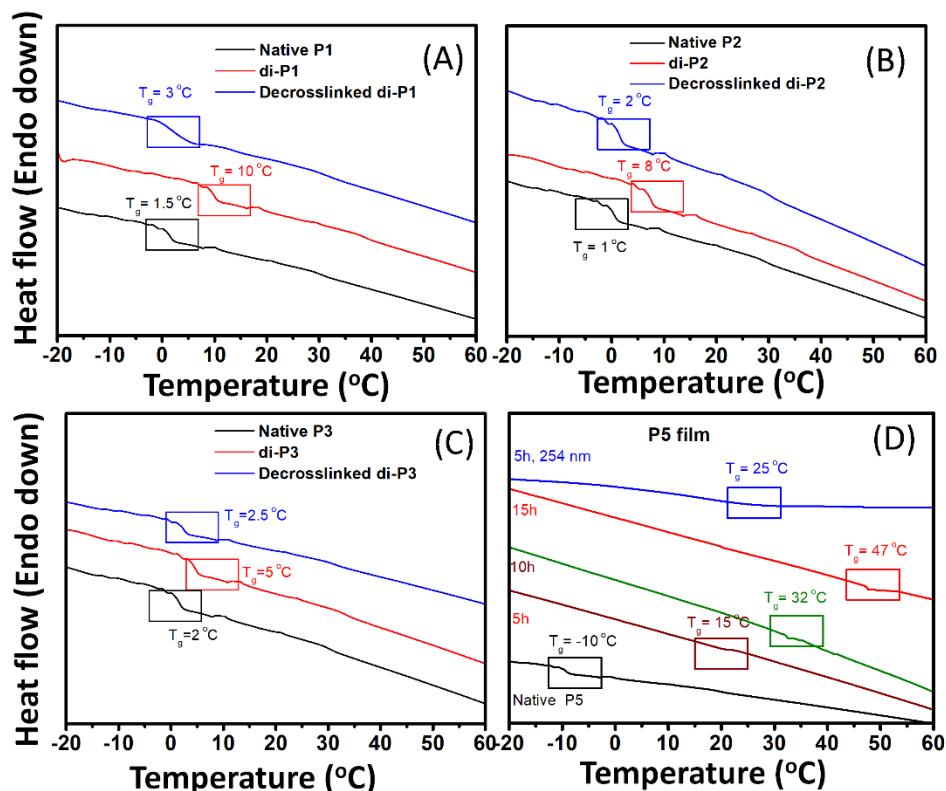 Heat flow (Endo down)
(A)
Native P1
di-P1
Decrosslinked di-P1
Tg= 3 °C
Tg= 10 °C
Tg= 1.5 °C
-20 -10 0 10 20 30 40 50 60
Temperature (°C)
(B)
Native P2
di-P2
Decrosslinked di-P2
Tg= 2 °C
Tg= 8 °C
Tg= 1 °C
-20 -10 0 10 20 30 40 50 60
Temperature (°C)
Heat flow (Endo down)
(C)
Native P3
di-P3
Decrosslinked di-P3
Tg=2.5 °C
Tg=5 °C
Tg=2 °C
-20 -10 0 10 20 30 40 50 60
Temperature (°C)
P5 film
(D)
5h, 254 nm
Tg= 25 °C
15h
Tg= 47 °C
10h
Tg= 32 °C
5h
Tg= 15 °C
Tg= -10 °C
Native P5
-20 -10 0 10 20 30 40 50 60
Temperature (°C)